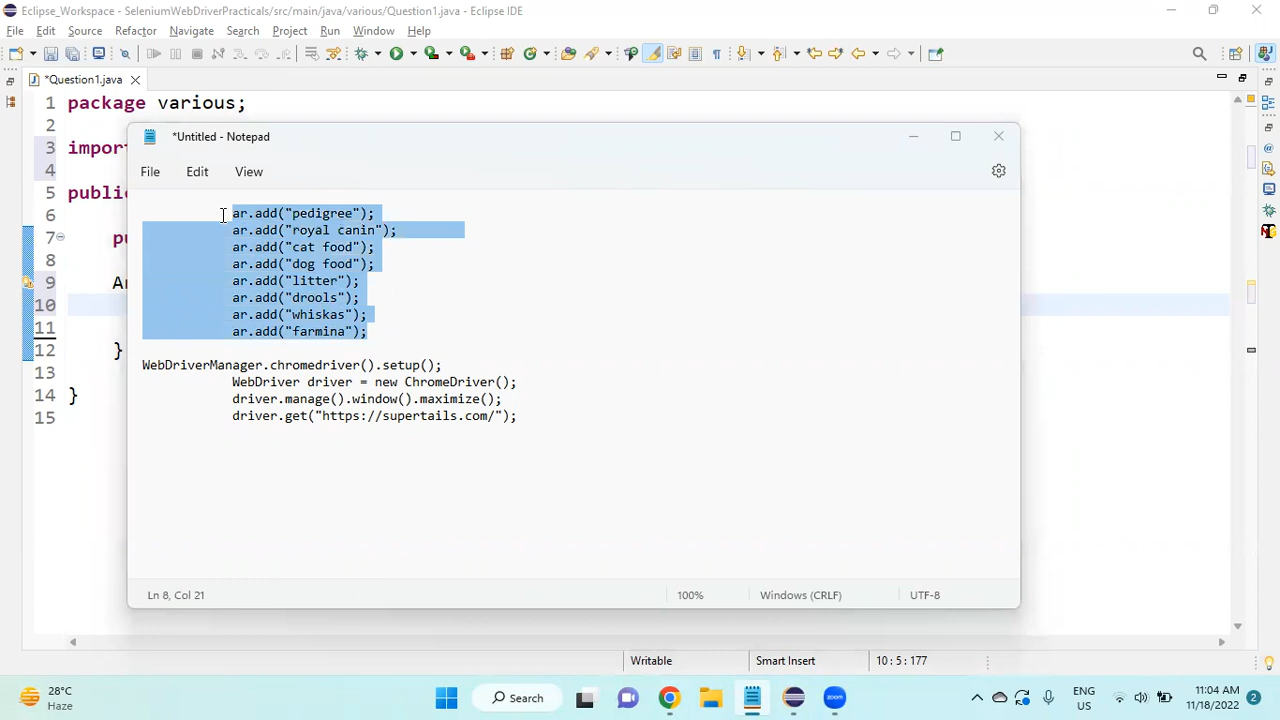 Eclipse_Workspace - SeleniumWebDriverPracticals/src/main/java/various/Question1.java - Eclipse IDE
File Edit Source Refactor Navigate Search Project Run Window Help
*Question1.java
1 package various;
2
3 import
4
5 public
6
7
8
9
10
11
12 }
13
14 }
15
*Untitled - Notepad
File Edit View
ar.add("pedigree");
ar.add("royal canin");
ar.add("cat food");
ar.add("dog food");
ar.add("litter");
ar.add("drools");
ar.add("whiskas");
ar.add("farmina");
WebDriverManager.chromedriver().setup();
WebDriver driver = new ChromeDriver();
driver.manage().window().maximize();
driver.get("https://supertails.com/");
Ln 8, Col 21 100% Windows (CRLF) UTF-8
Writable Smart Insert 10 : 5 : 177
28°C
Haze
Search
ENG
US
11:04 AM
11/18/2022
2